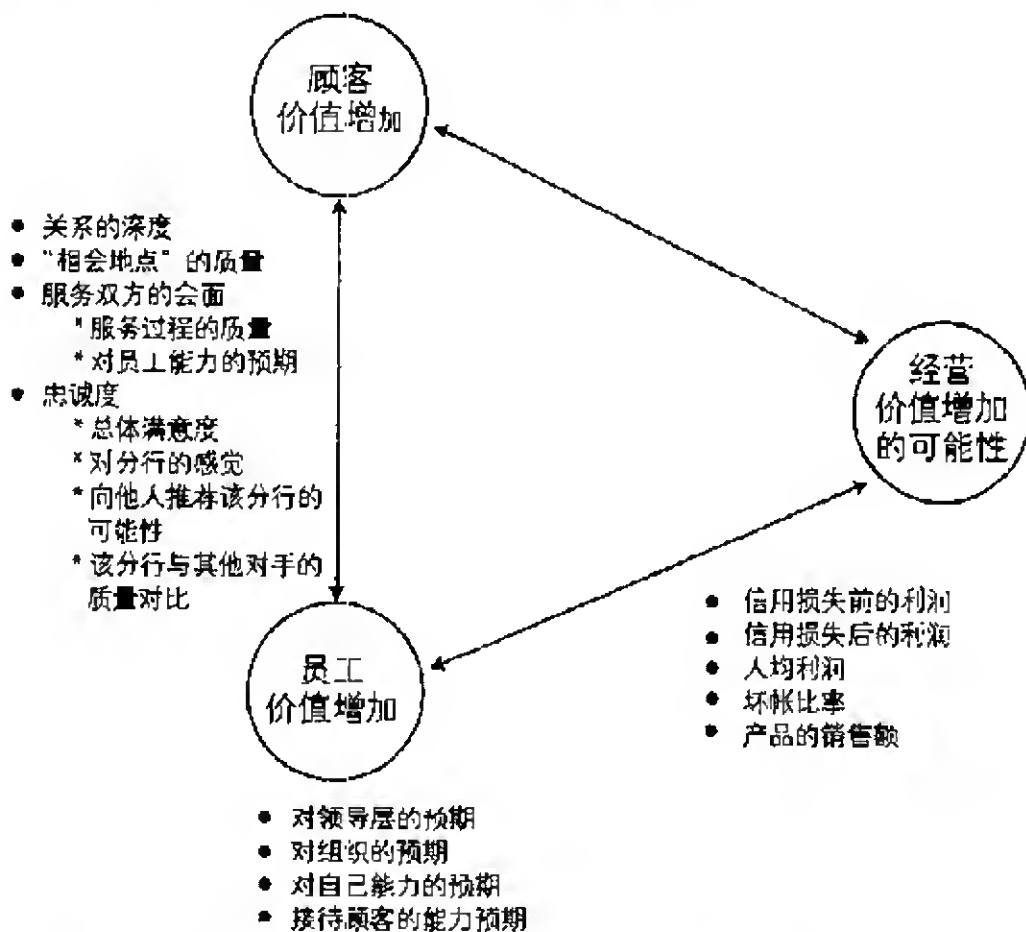 顾客
价值增加
● 关系的深度
● “相会地点”的质量
● 服务双方的会面
* 服务过程的质量
* 对员工能力的预期
● 忠诚度
* 总体满意度
* 对分行的感觉
* 向他人推荐该分行的
可能性
* 该分行与其他对手的
质量对比
经营
价值增加
的可能性
员工
价值增加
● 信用损失前的利润
● 信用损失后的利润
● 人均利润
● 坏帐比率
● 产品的销售额
● 对领导层的预期
● 对组织的预期
● 对自己能力的预期
● 接待顾客的能力预期